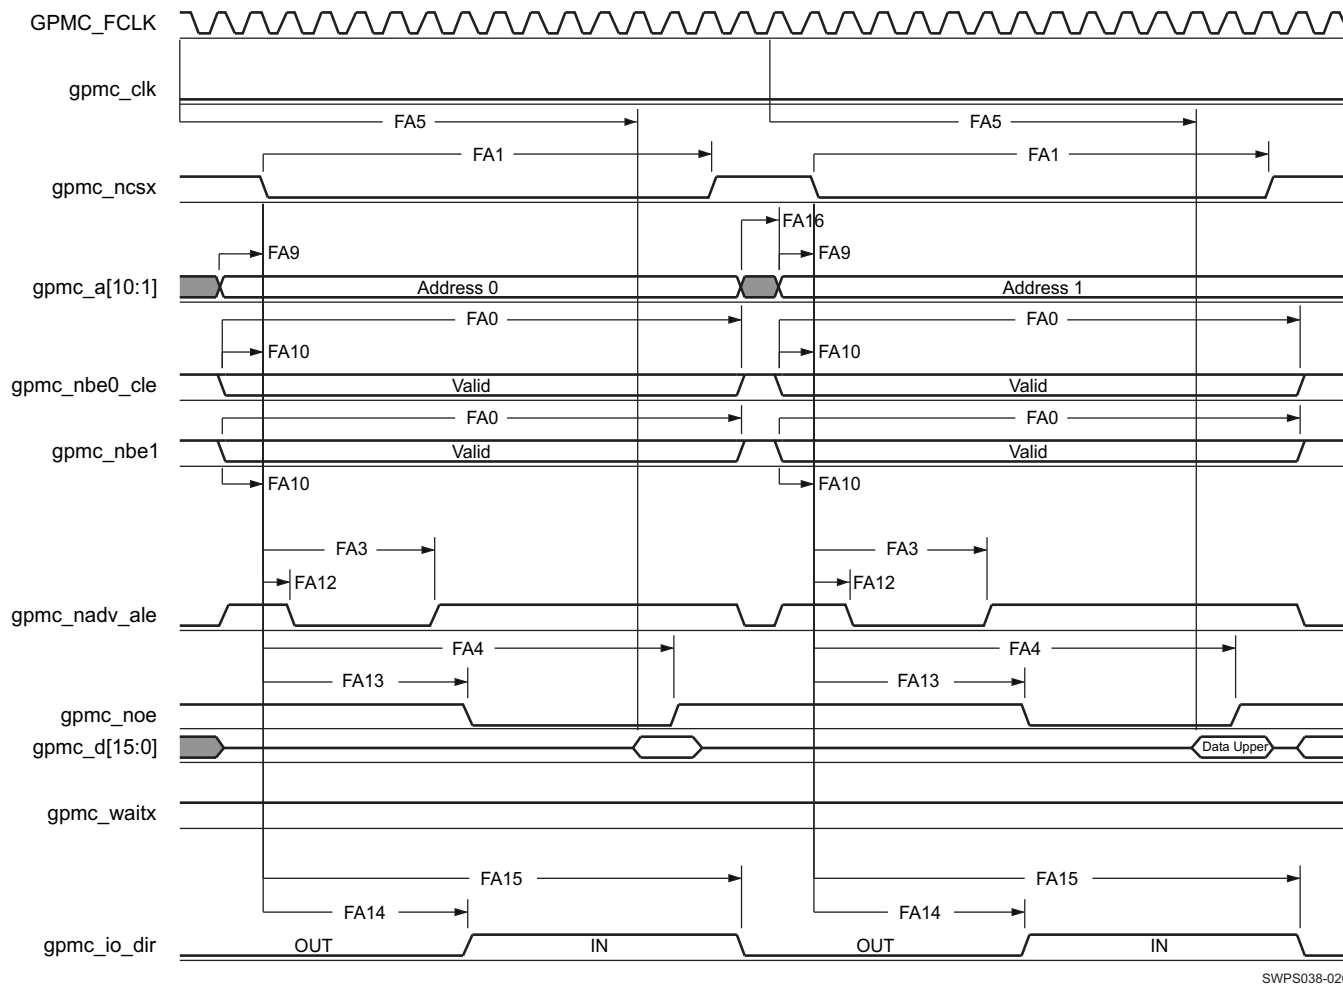 GPMC_FCLK
gpmc_clk
FA5 FA5
FA1 FA1
gpmc_ncsx
FA16
FA9 FA9
gpmc_a[10:1] Address 0 Address 1
FA0 FA0
FA10 FA10
gpmc_nbe0_cle Valid Valid
FA0 FA0
gpmc_nbe1 Valid Valid
FA10 FA10
FA3 FA3
FA12 FA12
gpmc_nadv_ale
FA4 FA4
FA13 FA13
gpmc_noe
gpmc_d[15:0] Data Upper
gpmc_waitx
FA15 FA15
FA14 FA14
gpmc_io_dir OUT IN OUT IN